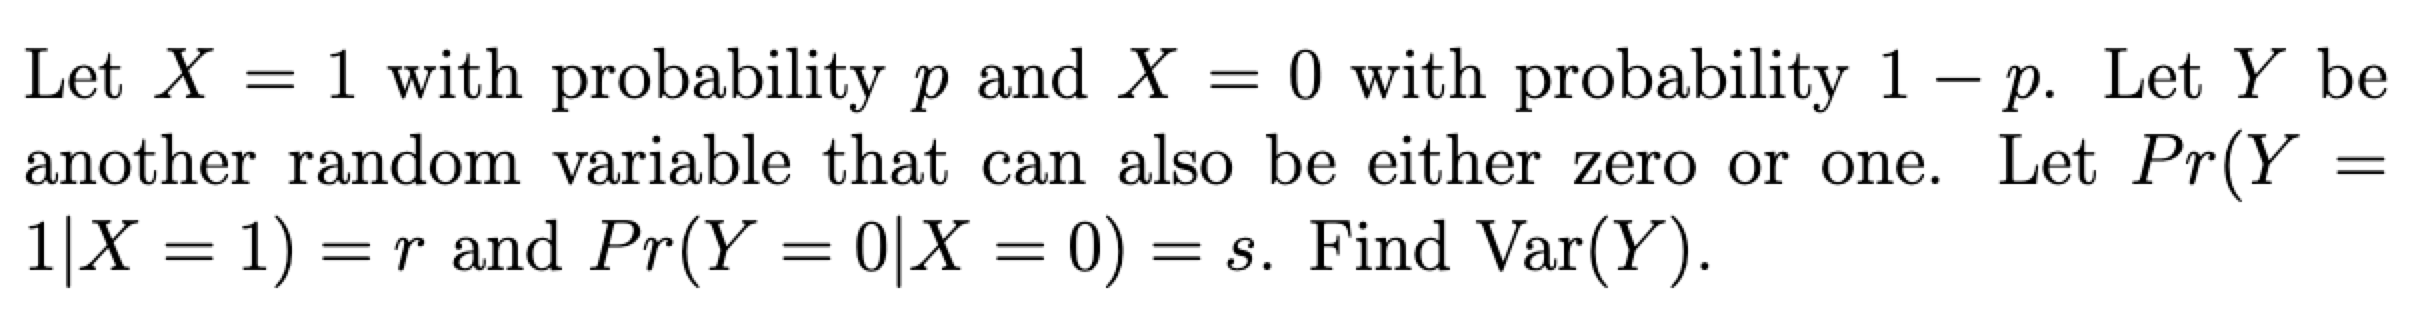 Let X = 1 with probability p and X = 0 with probability 1 − p. Let Y be
another random variable that can also be either zero or one. Let Pr(Y =
1|X = 1) = r and Pr(Y = 0|X = 0) = s. Find Var(Y).